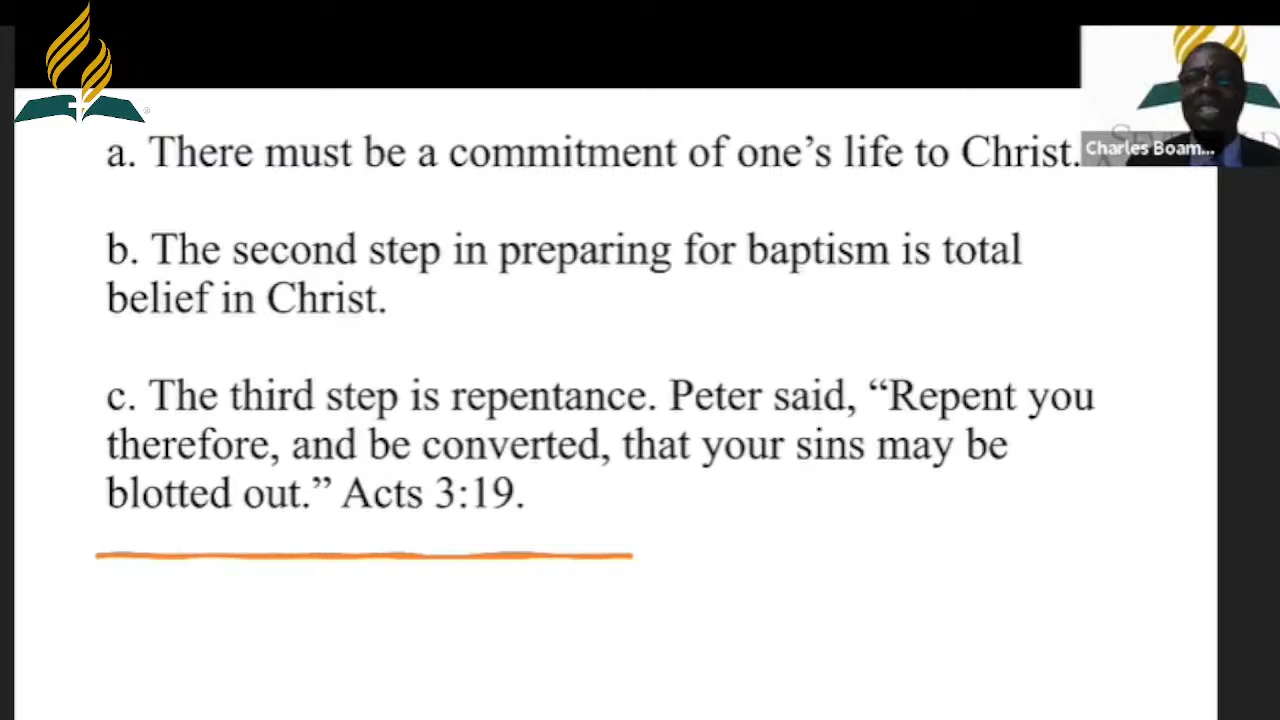 a. There must be a commitment of one’s life to Christ.
Charles Boam...
b. The second step in preparing for baptism is total
belief in Christ.
c. The third step is repentance. Peter said, “Repent you
therefore, and be converted, that your sins may be
blotted out.” Acts 3:19.